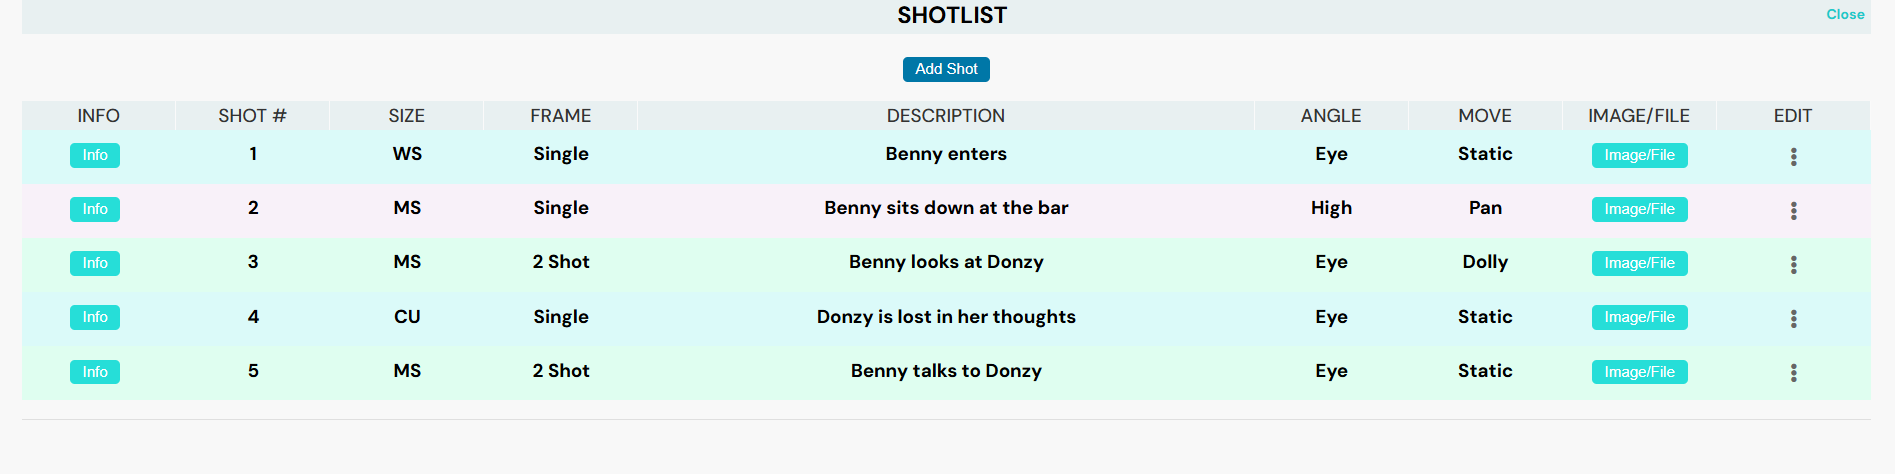 SHOTLIST Close
Add Shot
INFO SHOT # SIZE FRAME DESCRIPTION ANGLE MOVE IMAGE/FILE EDIT
Info 1 WS Single Benny enters Eye Static Image/File
Info 2 MS Single Benny sits down at the bar High Pan Image/File
Info 3 MS 2 Shot Benny looks at Donzy Eye Dolly Image/File
Info 4 CU Single Donzy is lost in her thoughts Eye Static Image/File
Info 5 MS 2 Shot Benny talks to Donzy Eye Static Image/File